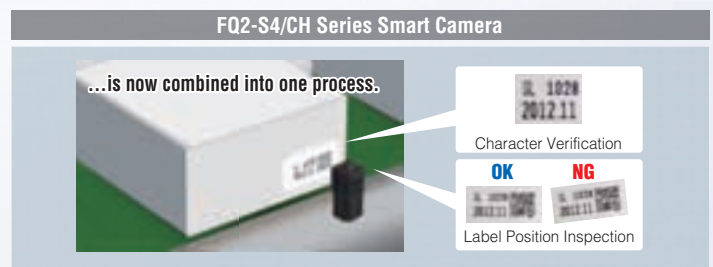 FQ2-S4/CH Series Smart Camera
…is now combined into one process.
1028
2012.11
Character Verification
OK NG
Label Position Inspection